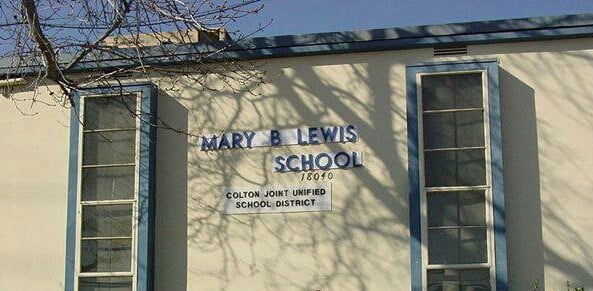 MARY B LEWIS
SCHOOL
18040
COLTON JOINT UNIFIED
SCHOOL DISTRICT